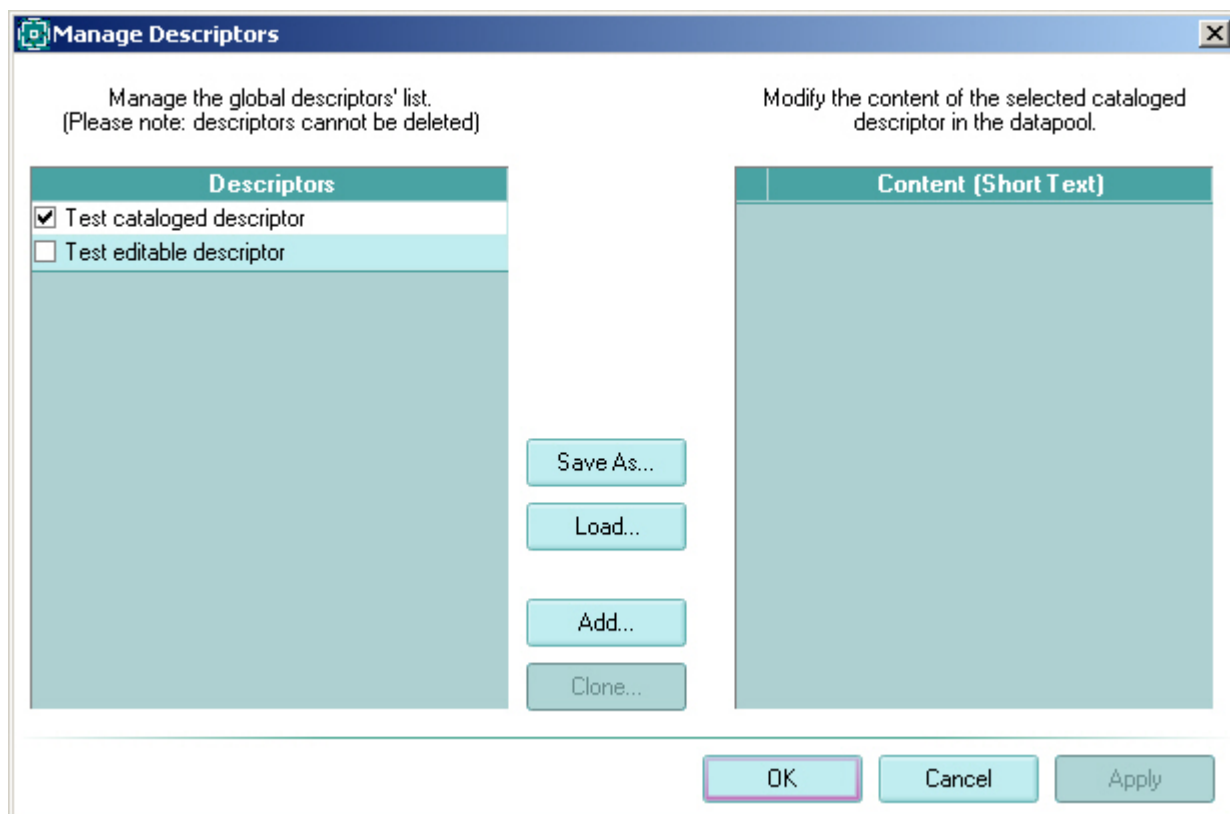 Manage Descriptors
Manage the global descriptors' list.
(Please note: descriptors cannot be deleted)
Modify the content of the selected cataloged
descriptor in the datapool.
Descriptors
Test cataloged descriptor
Test editable descriptor
Content (Short Text)
Save As...
Load...
Add...
Clone...
OK
Cancel
Apply